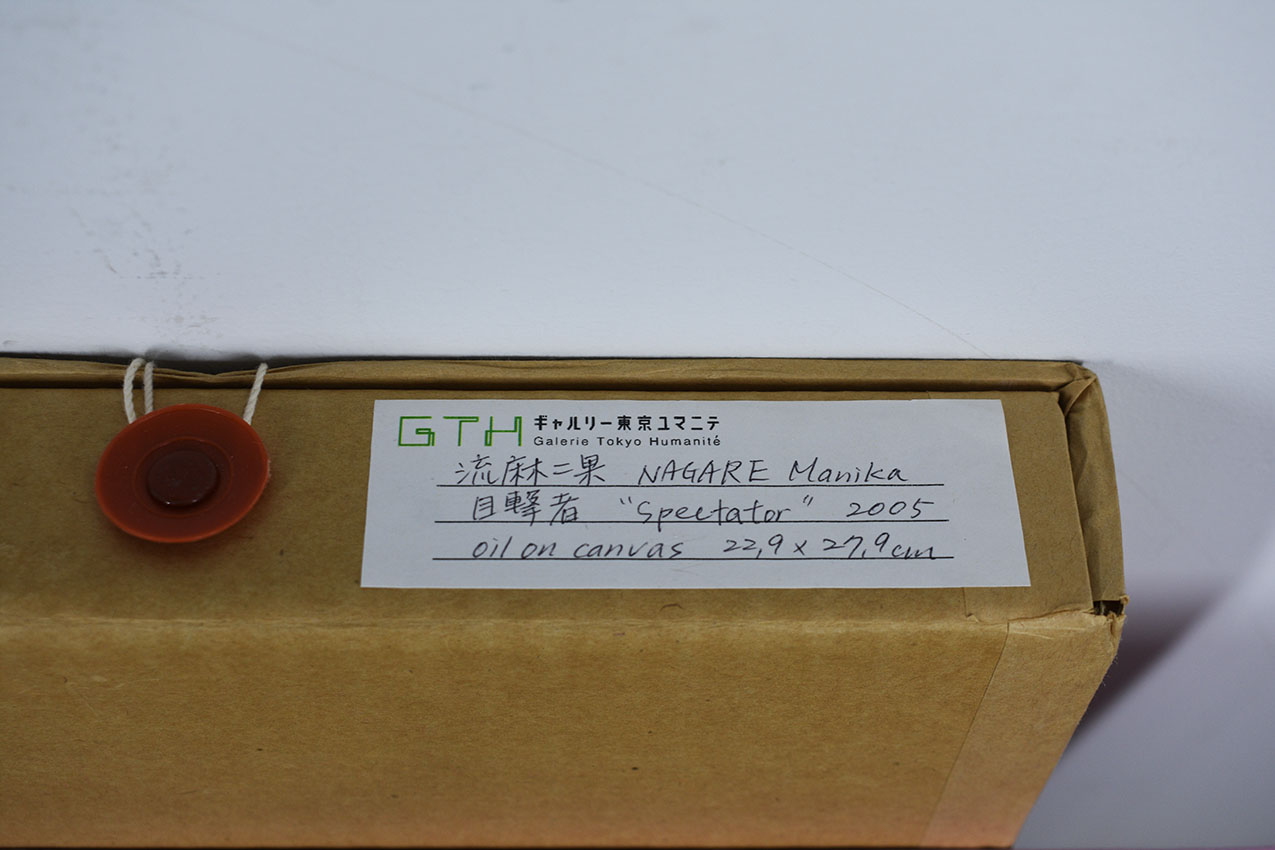 GTH ギャルリー東京ユマニテ
Galerie Tokyo Humanité
流麻二果 NAGARE Manika
目撃者 "Spectator" 2005
oil on canvas 22,9 x 27,9cm